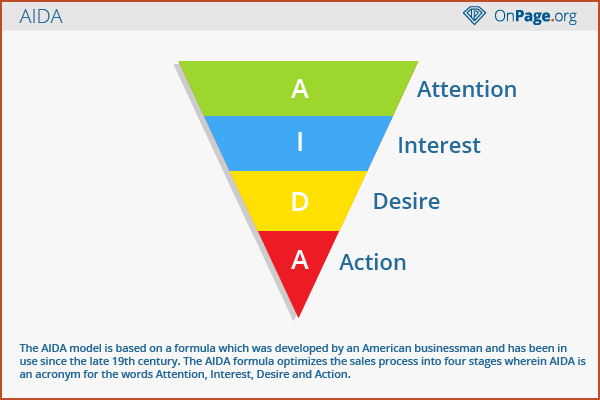 AIDA
OnPage.org
A
Attention
I
Interest
D
Desire
A
Action
The AIDA model is based on a formula which was developed by an American businessman and has been in
use since the late 19th century. The AIDA formula optimizes the sales process into four stages wherein AIDA is
an acronym for the words Attention, Interest, Desire and Action.